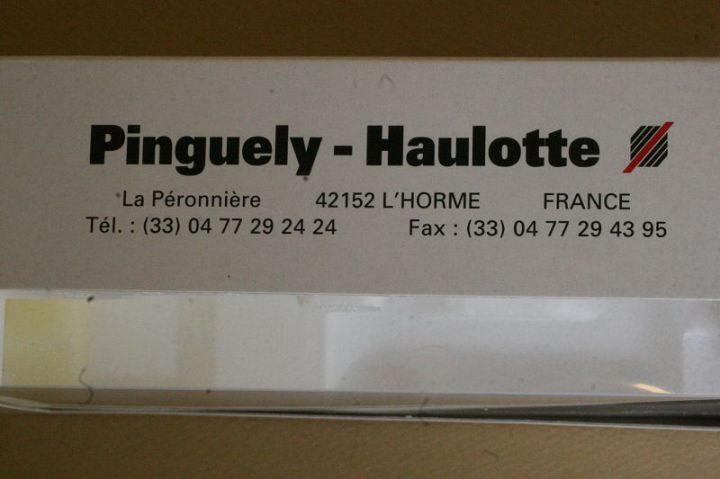 Pinguely - Haulotte
La Péronnière 42152 L'HORME FRANCE
Tél. : (33) 04 77 29 24 24 Fax : (33) 04 77 29 43 95